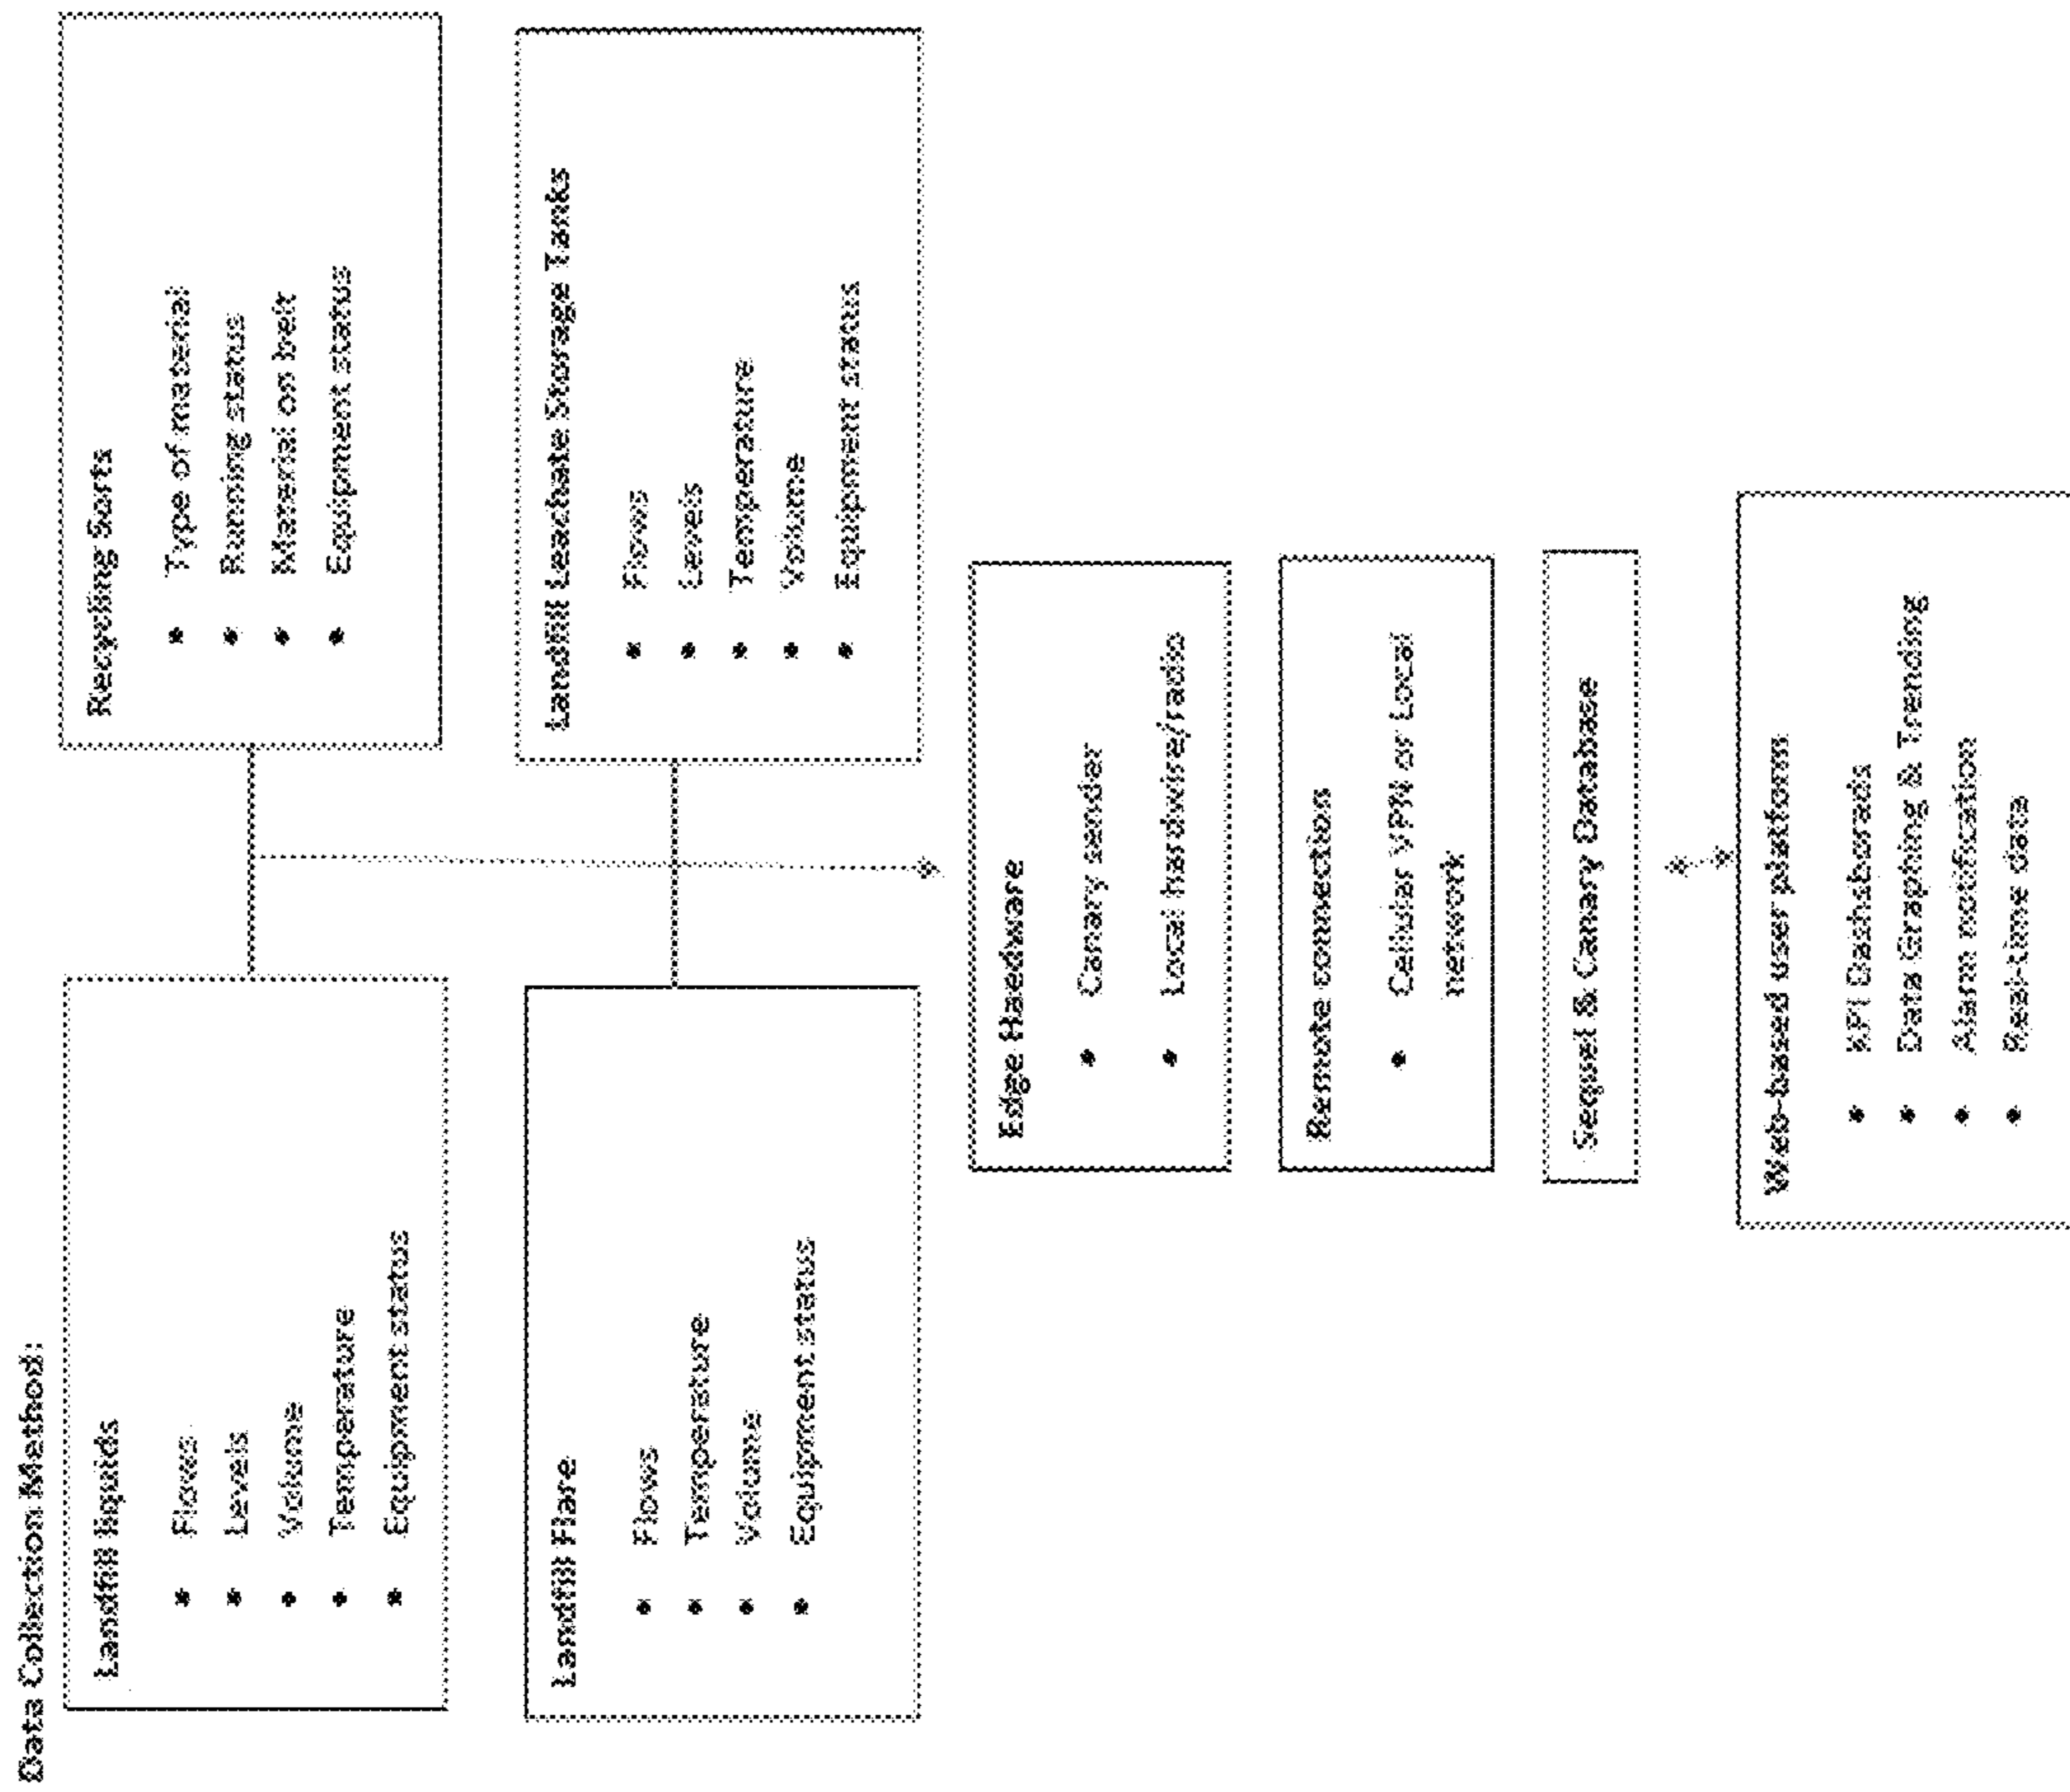 Data Collection Method:
Landfill liquids
Flows
Levels
Volume
Temperature
Equipment status
Recycling Sorts
Type of material
Running status
Material on belt
Equipment status
Landfill Flare
Flows
Temperature
Volume
Equipment status
Landfill Leachate Storage Tanks
Flows
Levels
Temperature
Volume
Equipment status
Edge Haedware
Canary sender
Local hardwire/radio
Remote connection
Cellular VPN or Local
network
Sequel & Canary Database
Web-based user platform
KPI Dashborads
Data Graphing & Trending
Alarm notification
Real-time data